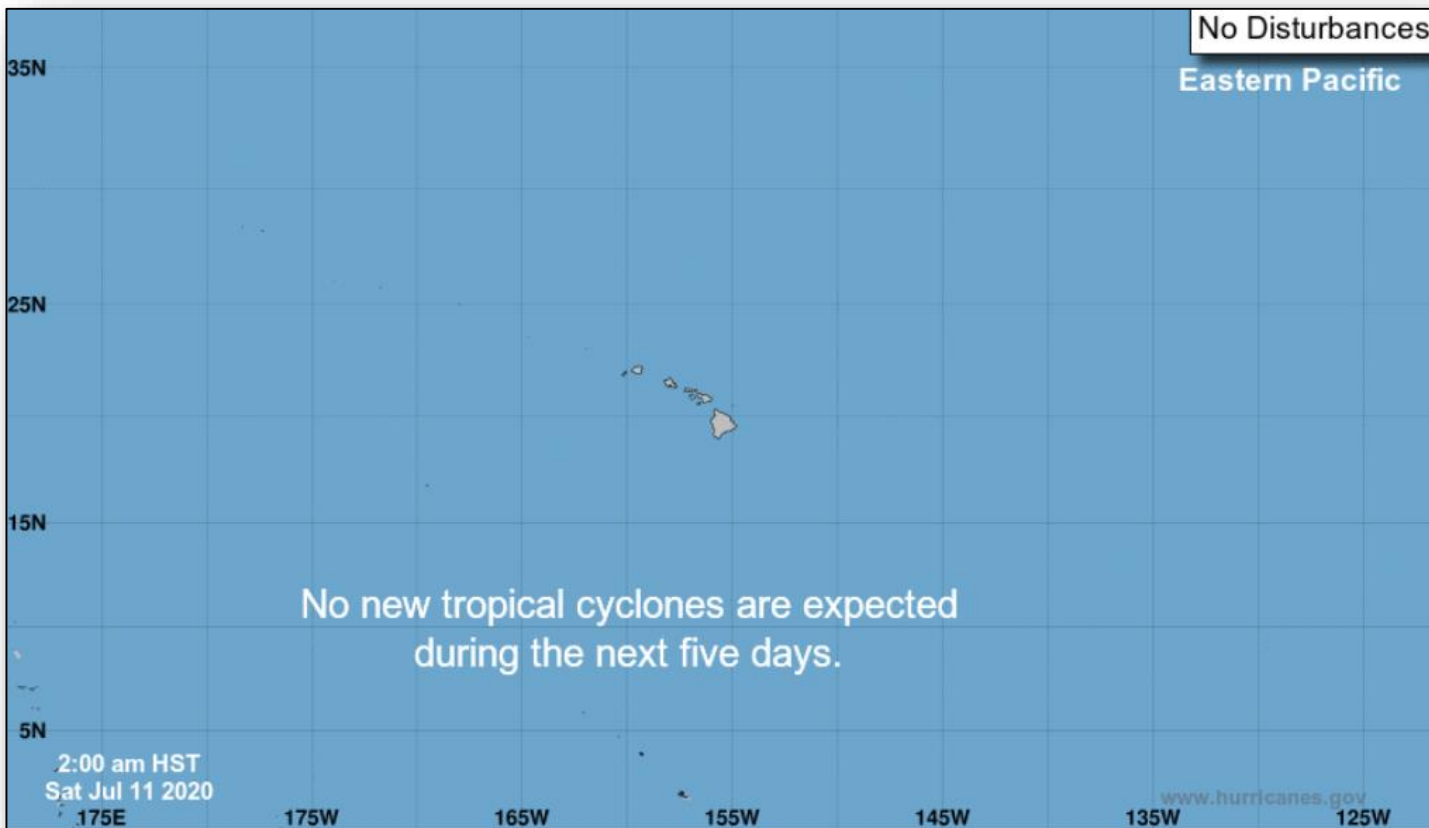 No Disturbances
Eastern Pacific
35N
25N
15N
5N
No new tropical cyclones are expected
during the next five days.
2:00 am HST
Sat Jul 11 2020
www.hurricanes.gov
175E 175W 165W 155W 145W 135W 125W